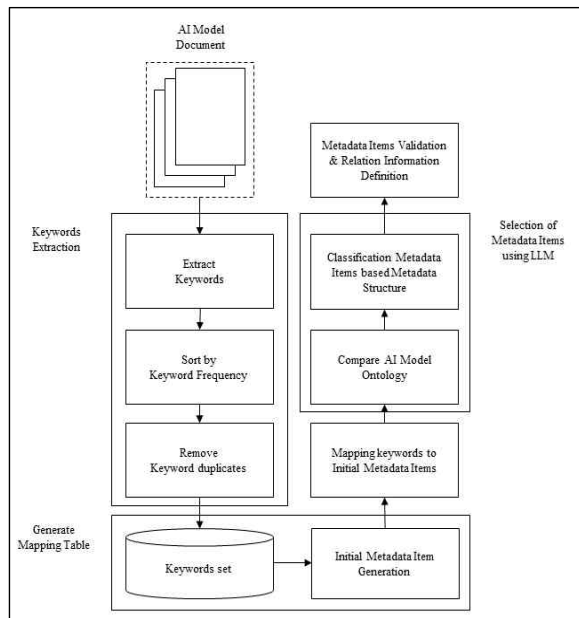 AI Model
Document
Keywords
Extraction
Extract
Keywords
Sort by
Keyword Frequency
Remove
Keyword duplicates
Generate
Mapping Table
Keywords set
Initial Metadata Item
Generation
Mapping keywords to
Initial Metadata Items
Compare AI Model
Ontology
Classification Metadata
Items based Metadata
Structure
Selection of
Metadata Items
using LLM
Metadata Items Validation
& Relation Information
Definition